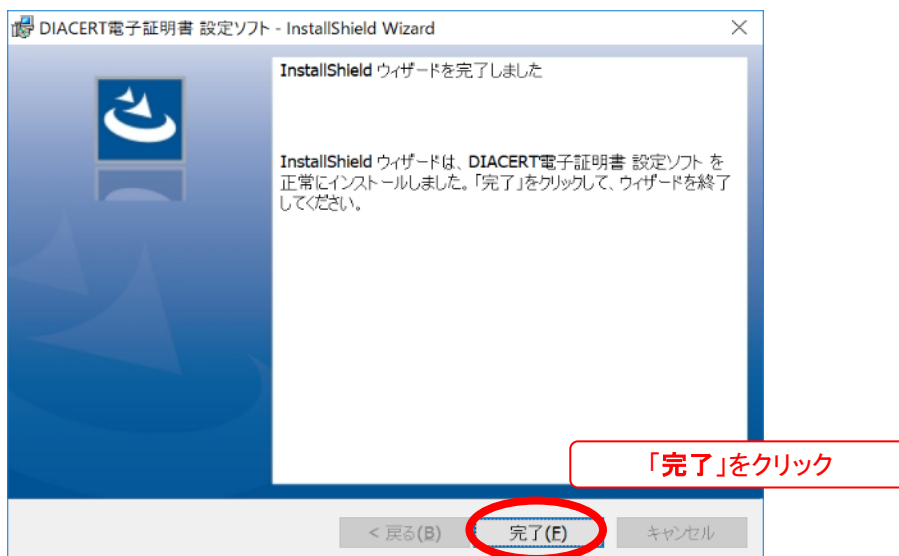 DIACERT電子証明書 設定ソフト - InstallShield Wizard
InstallShield ウィザードを完了しました
InstallShield ウィザードは、DIACERT電子証明書 設定ソフト を
正常にインストールしました。「完了」をクリックして、ウィザードを終了
してください。
「完了」をクリック
< 戻る(B)
完了(F)
キャンセル